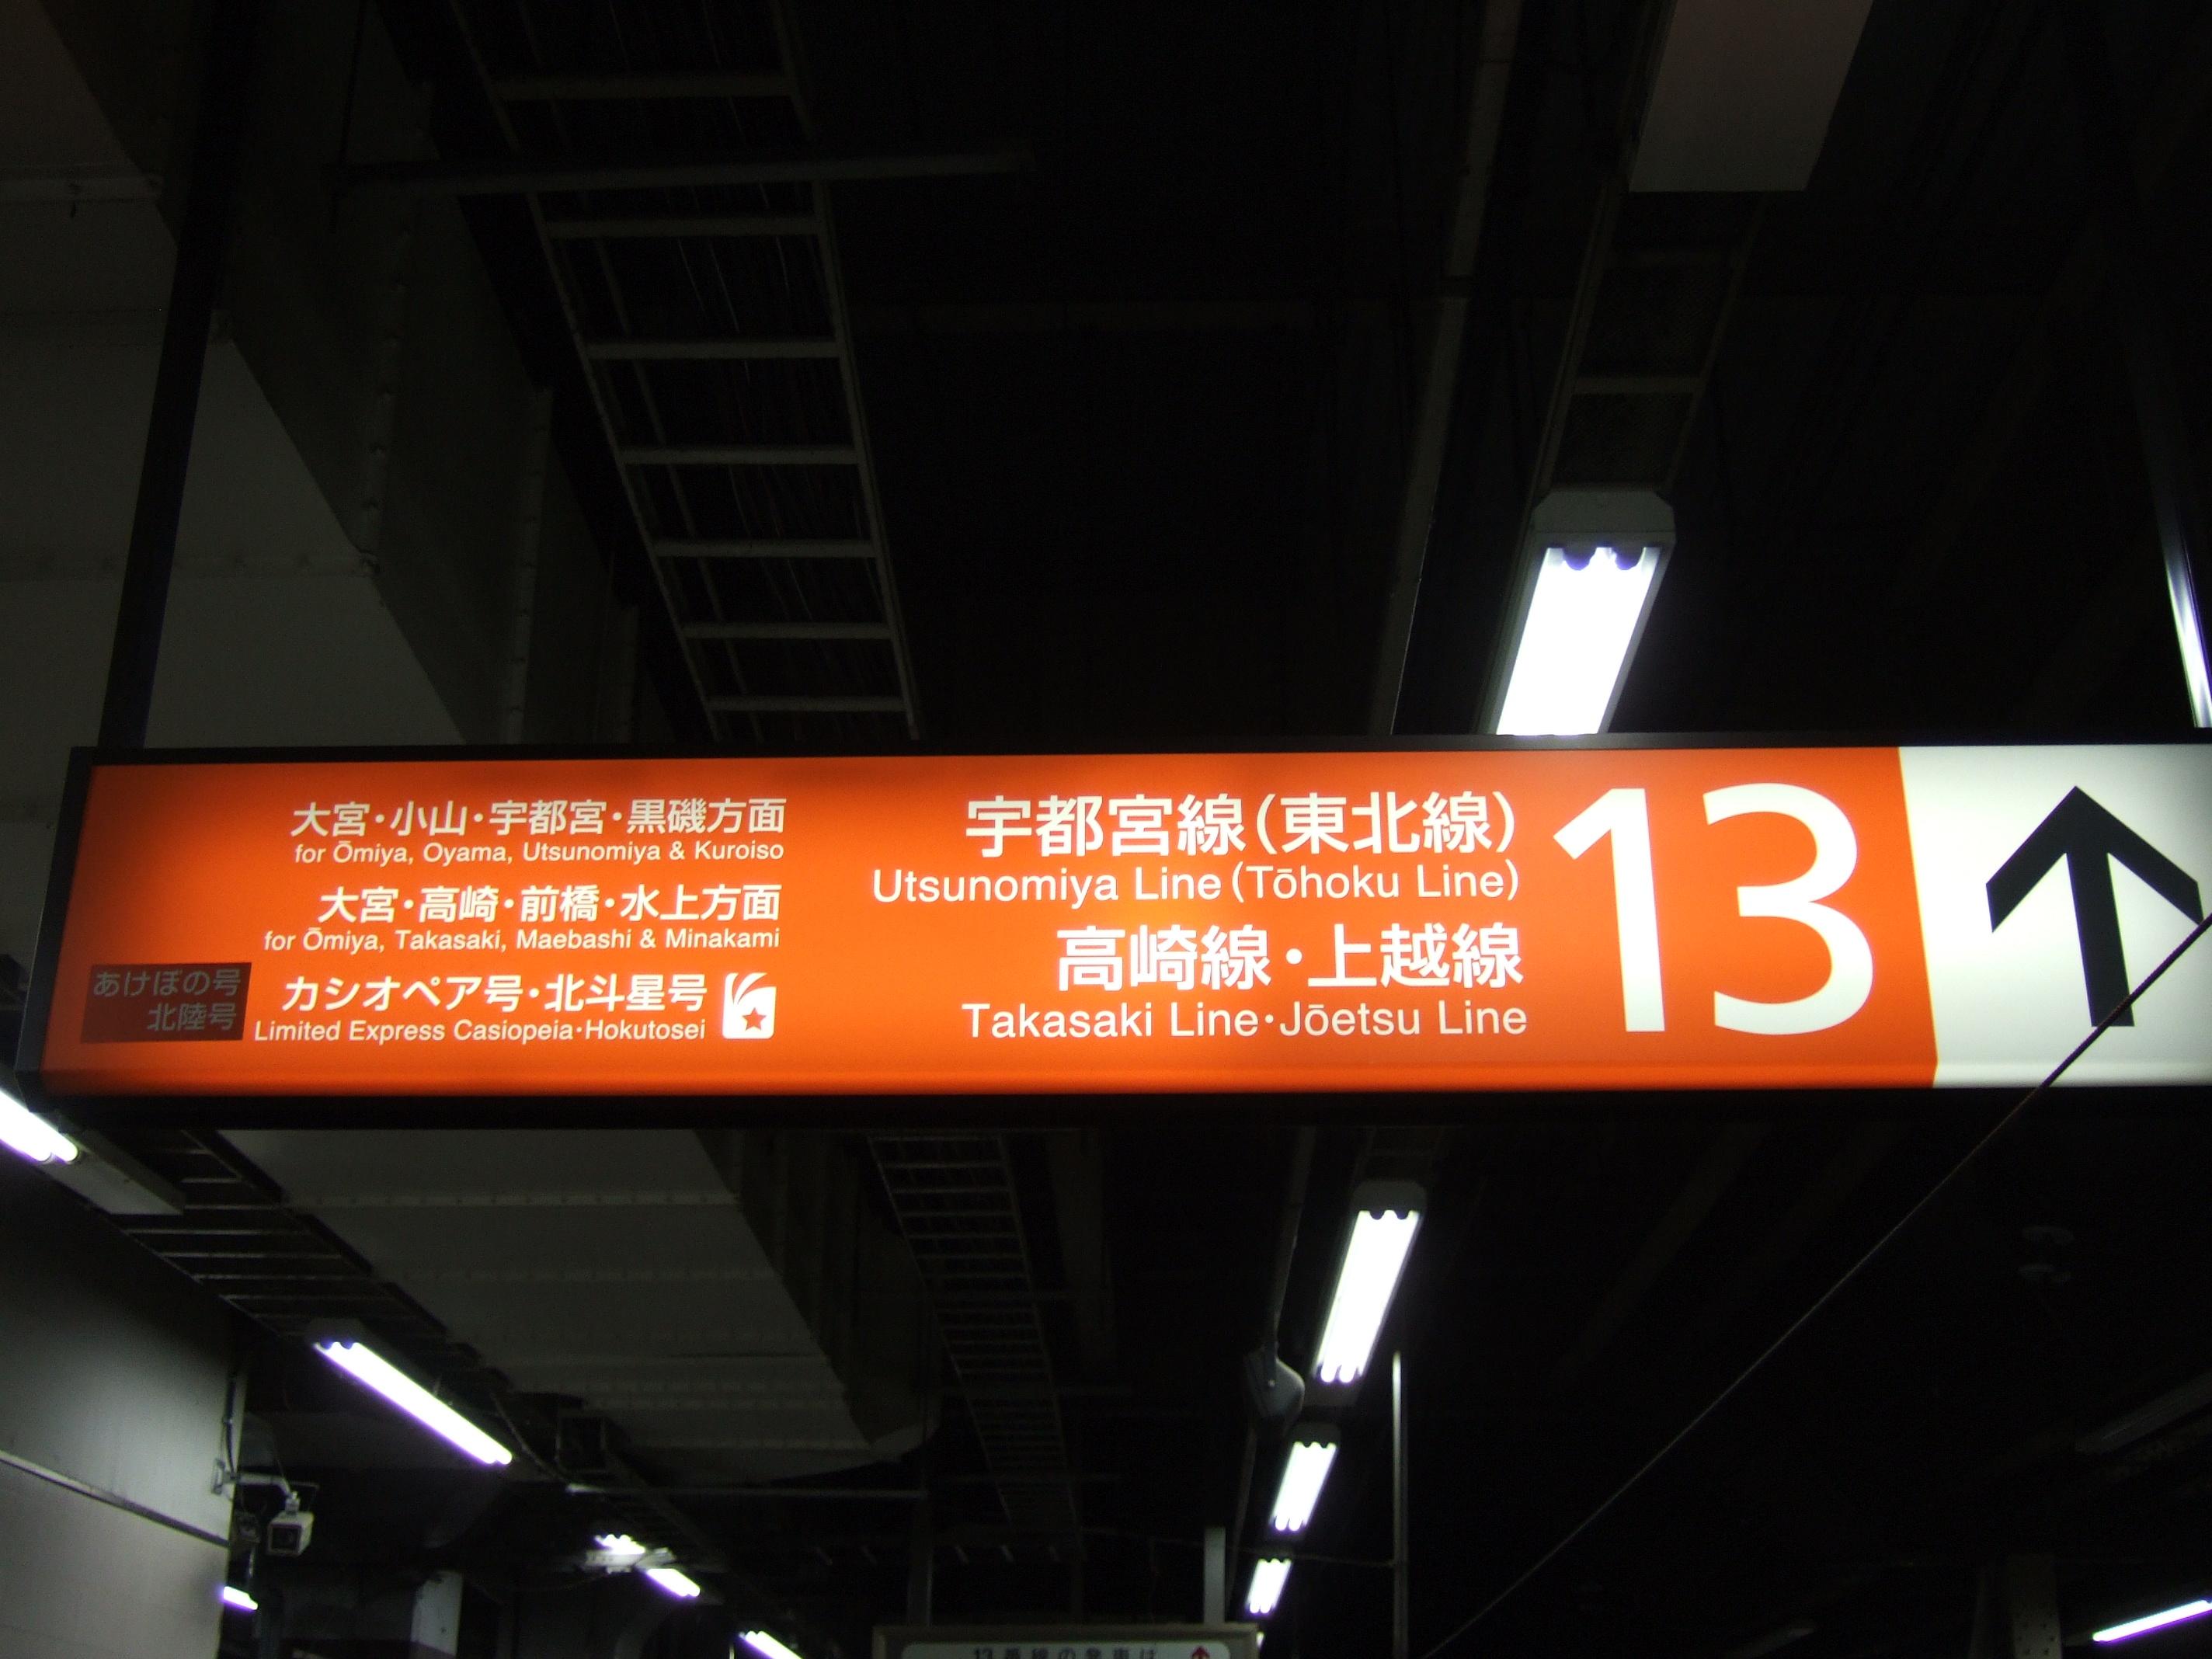 大宮・小山・宇都宮・黒磯方面
for Ōmiya, Oyama, Utsunomiya & Kuroiso
大宮・高崎・前橋・水上方面
for Ōmiya, Takasaki, Maebashi & Minakami
あけぼの号
北陸号
カシオペア号・北斗星号
Limited Express Casiopeia・Hokutosei
宇都宮線(東北線)
Utsunomiya Line (Tōhoku Line)
高崎線・上越線
Takasaki Line・Jōetsu Line
13